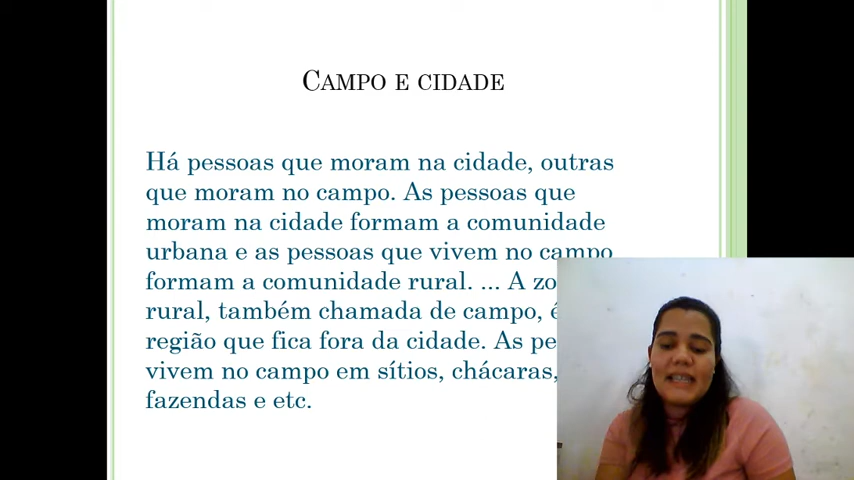 CAMPO E CIDADE
Há pessoas que moram na cidade, outras
que moram no campo. As pessoas que
moram na cidade formam a comunidade
urbana e as pessoas que vivem no campo
formam a comunidade rural. ... A
rural, também chamada de campo, é
região que fica fora da cidade. As
vivem no campo em sítios, chácaras,
fazendas e etc.